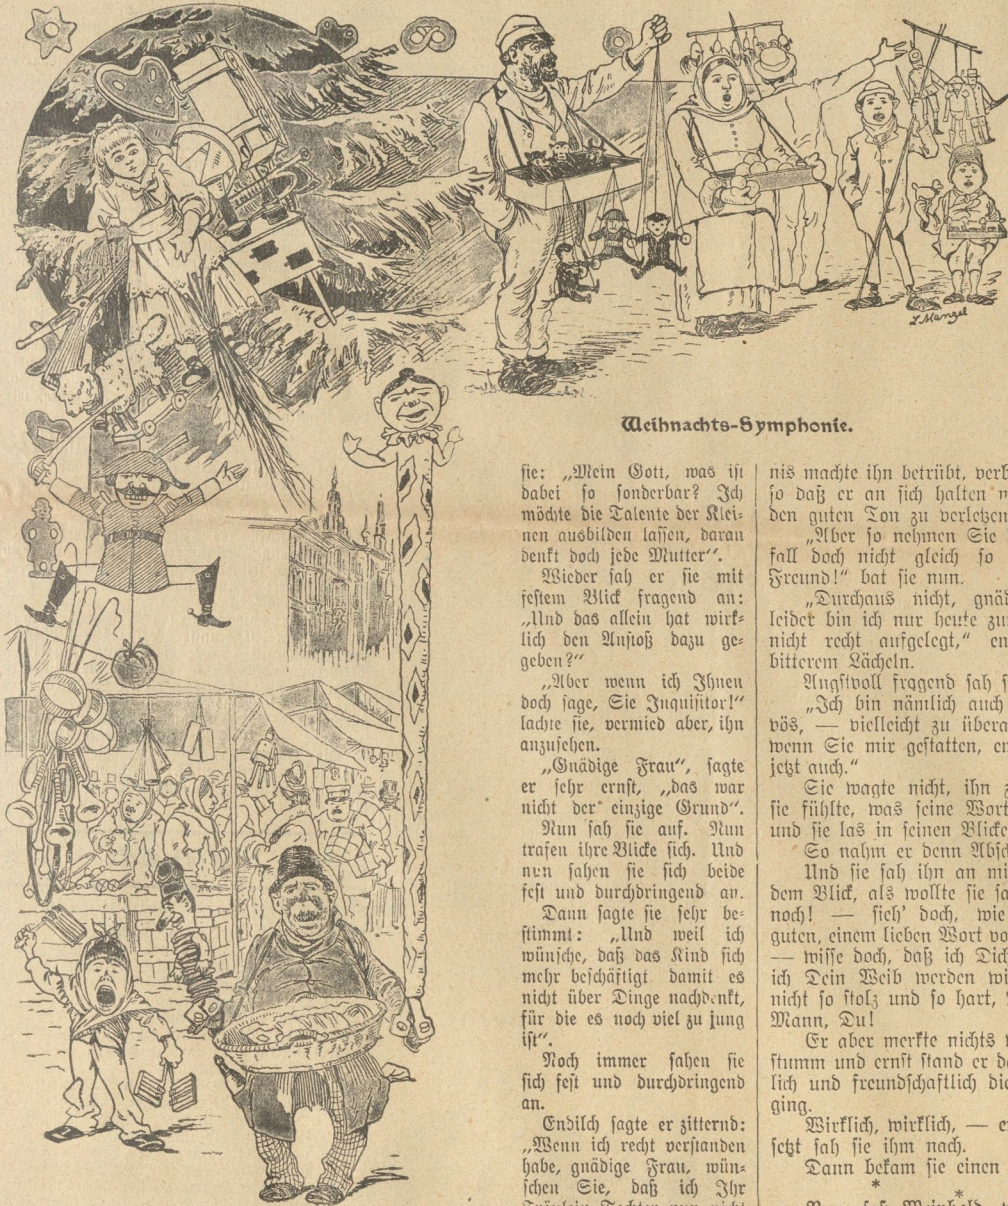 L. Manzel
Weihnachts-Symphonie.
sie: „Mein Gott, was ist
dabei so sonderbar? Ich
möchte die Talente der Klei-
nen ausbilden lassen, daran
denkt doch jede Mutter“.
Wieder sah er sie mit
festem Blick fragend an:
„Und das allein hat wirk-
lich den Anstoß dazu ge-
geben?“
„Aber wenn ich Ihnen
doch sage, Sie Inquisitor!“
lachte sie, vermied aber, ihn
anzusehen.
„Gnädige Frau“, sagte
er sehr ernst, „das war
nicht der einzige Grund“.
Nun sah sie auf. Nun
trafen ihre Blicke sich. Und
nun sahen sie sich beide
fest und durchdringend an.
Dann sagte sie sehr be-
stimmt: „Und weil ich
wünsche, daß das Kind sich
mehr beschäftigt damit es
nicht über Dinge nachdenkt,
für die es noch viel zu jung
ist“.
Noch immer sahen sie
sich fest und durchdringend
an.
Endilch sagte er zitternd:
„Wenn ich recht verstanden
habe, gnädige Frau, wün-
schen Sie, daß ich Ihr
nis machte ihn betrübt,
so daß er an sich halten
den guten Ton zu verletzen
„Aber so nehmen Sie
fall doch nicht gleich so
Freund!“ bat sie nun.
„Durchaus nicht,
leider bin ich nur heute
nicht recht aufgelegt,“
bitterem Lächeln.
Angstvoll fragend sah
„Ich bin nämlich auch
vös, — vielleicht zu
wenn Sie mir gestatten,
jetzt auch.“
Sie wagte nicht, ihn
sie fühlte, was seine
und sie las in seinen
So nahm er denn
Und sie sah ihn an
dem Blick, als wollte sie
noch! — sieh’ doch, wie
guten, einem lieben Wort
— wisse doch, daß ich
ich Dein Weib werden
nicht so stolz und so hart,
Mann, Du!
Er aber merkte nichts
stumm und ernst stand er
lich und freundschaftlich
ging.
Wirklich, wirklich, —
setzt sah sie ihm nach.
Dann bekam sie einen
*
*